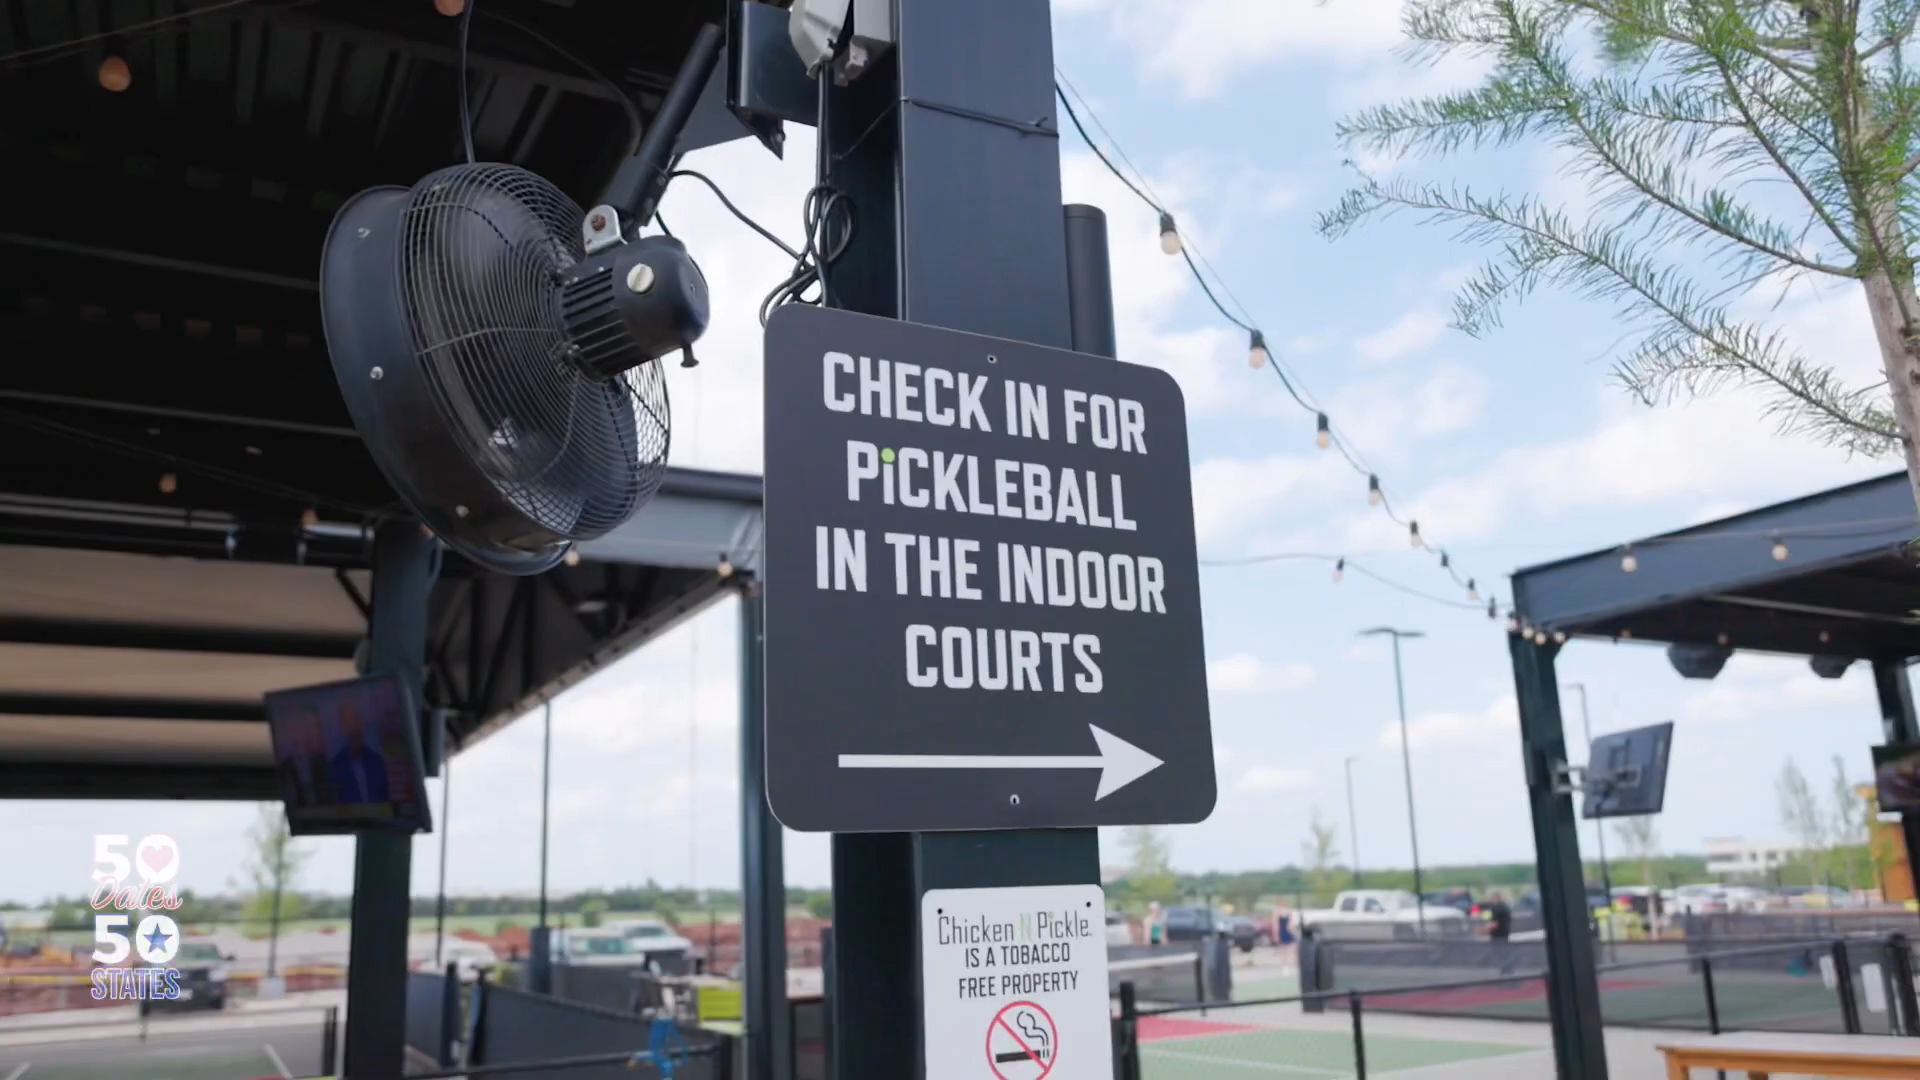 CHECK IN FOR
PiCKLEBALL
IN THE INDOOR
COURTS
Chicken N Pickle
IS A TOBACCO
FREE PROPERTY
50
Dates
50
STATES